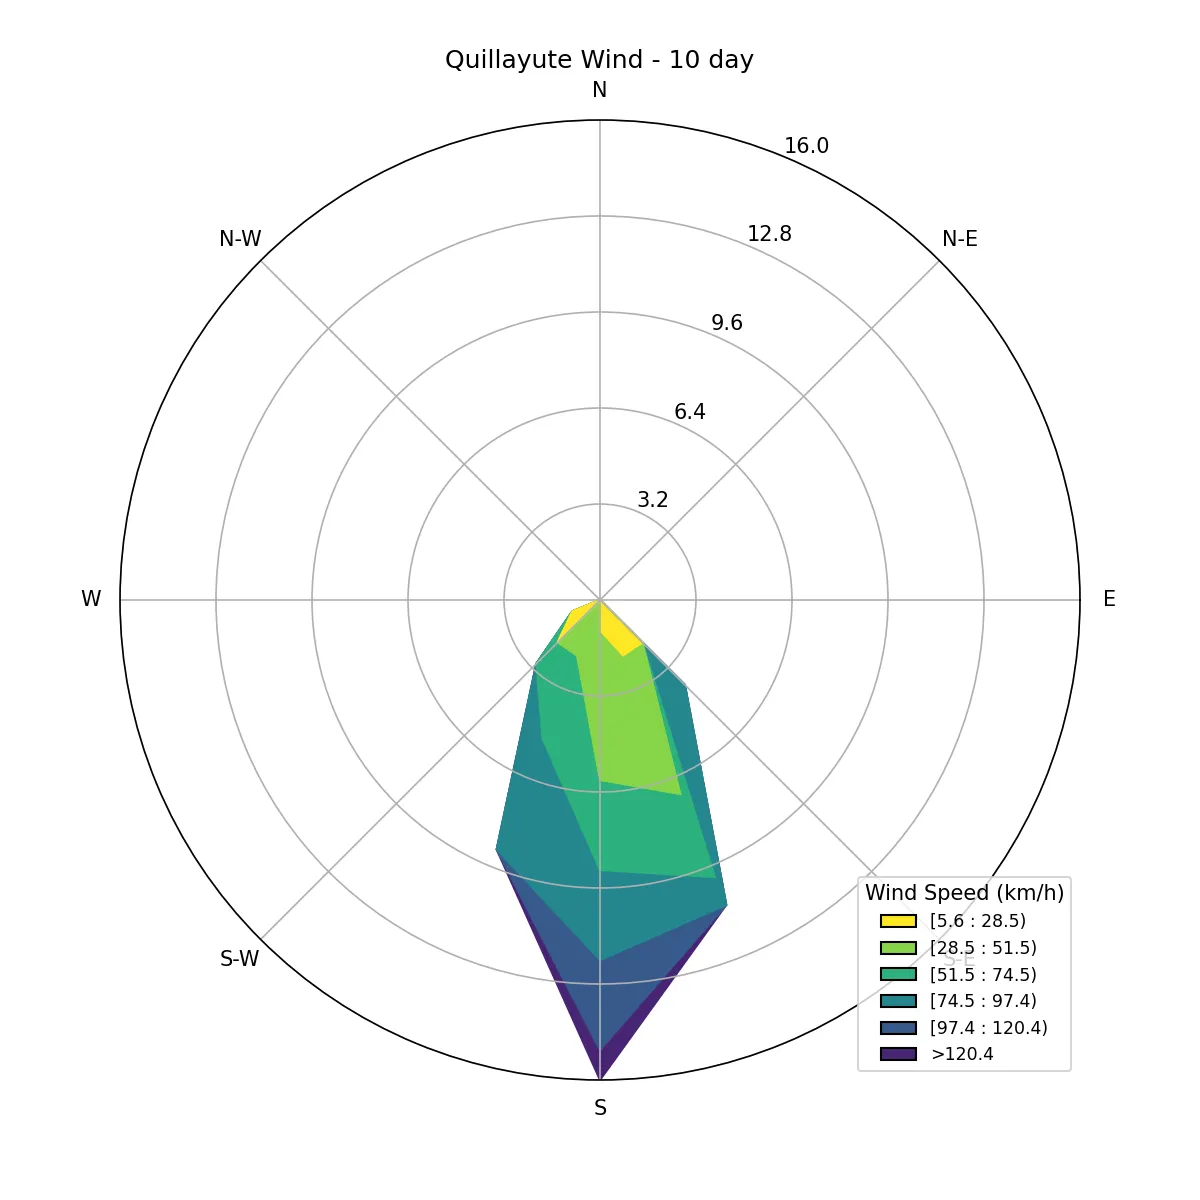 Quillayute Wind - 10 day
N
16.0
12.8
N-W
N-E
9.6
6.4
3.2
W
E
Wind Speed (km/h)
[5.6 : 28.5)
[28.5 : 51.5)
S-W
S-E
[51.5 : 74.5)
[74.5 : 97.4)
[97.4 : 120.4)
>120.4
S